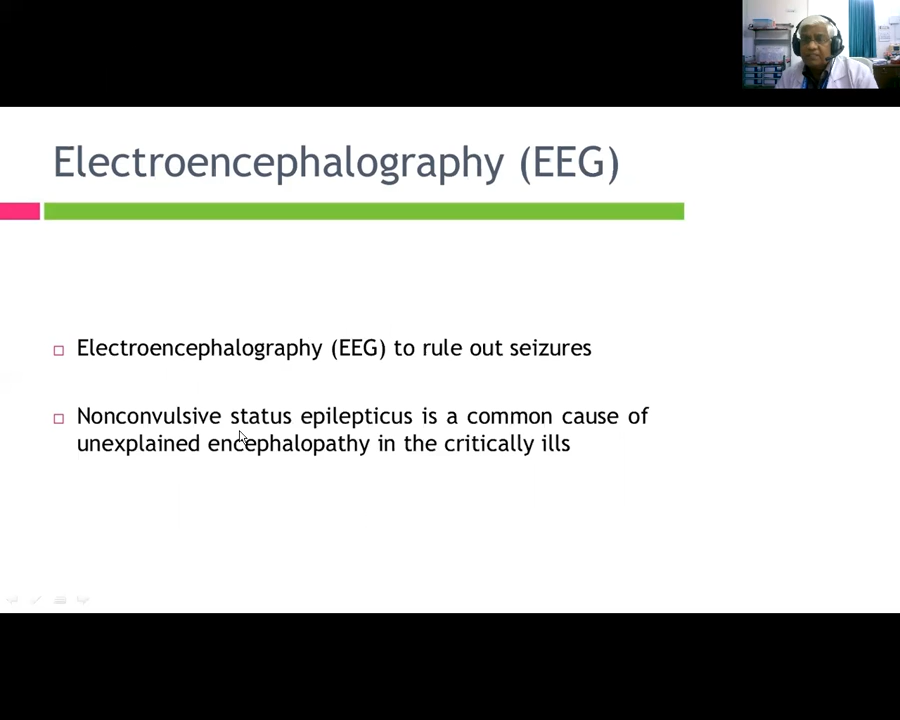 Electroencephalography (EEG)
Electroencephalography (EEG) to rule out seizures
Nonconvulsive status epilepticus is a common cause of
unexplained encephalopathy in the critically ills